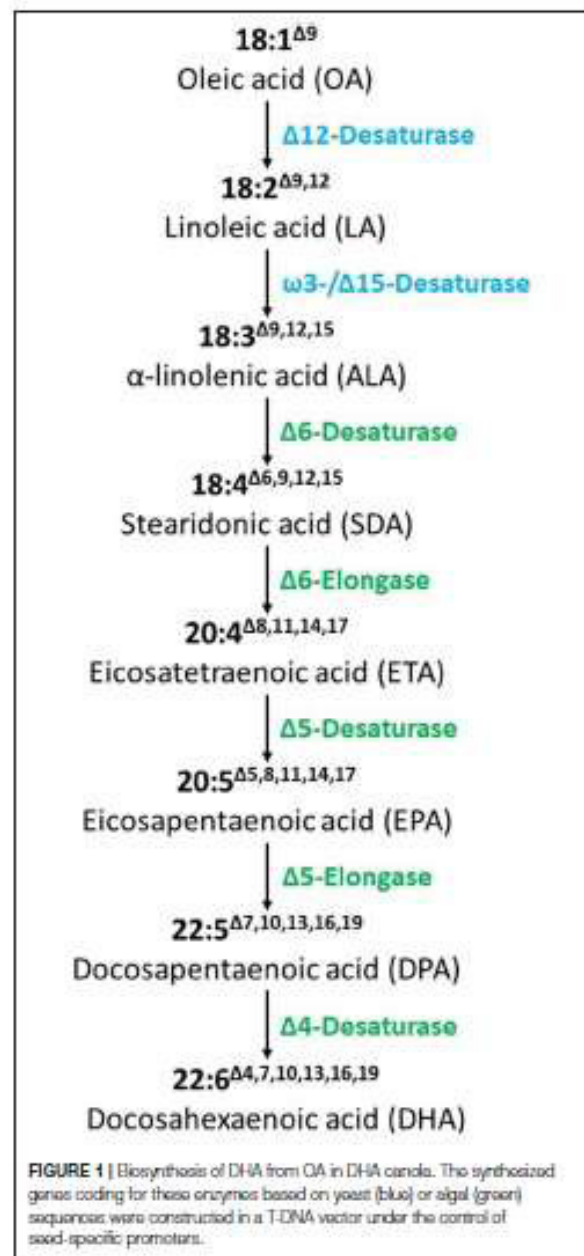 18:1Δ9
Oleic acid (OA)
Δ12-Desaturase
18:2Δ9,12
Linoleic acid (LA)
ω3-/Δ15-Desaturase
18:3Δ9,12,15
α-linolenic acid (ALA)
Δ6-Desaturase
18:4Δ6,9,12,15
Stearidonic acid (SDA)
Δ6-Elongase
20:4Δ8,11,14,17
Eicosatetraenoic acid (ETA)
Δ5-Desaturase
20:5Δ5,8,11,14,17
Eicosapentaenoic acid (EPA)
Δ5-Elongase
22:5Δ7,10,13,16,19
Docosapentaenoic acid (DPA)
Δ4-Desaturase
22:6Δ4,7,10,13,16,19
Docosahexaenoic acid (DHA)
FIGURE 1 | Biosynthesis of DHA from OA in DHA canola. The synthesized
genes coding for these enzymes based on yeast (blue) or algal (green)
sequences were constructed in a T-DNA vector under the control of
seed-specific promoters.